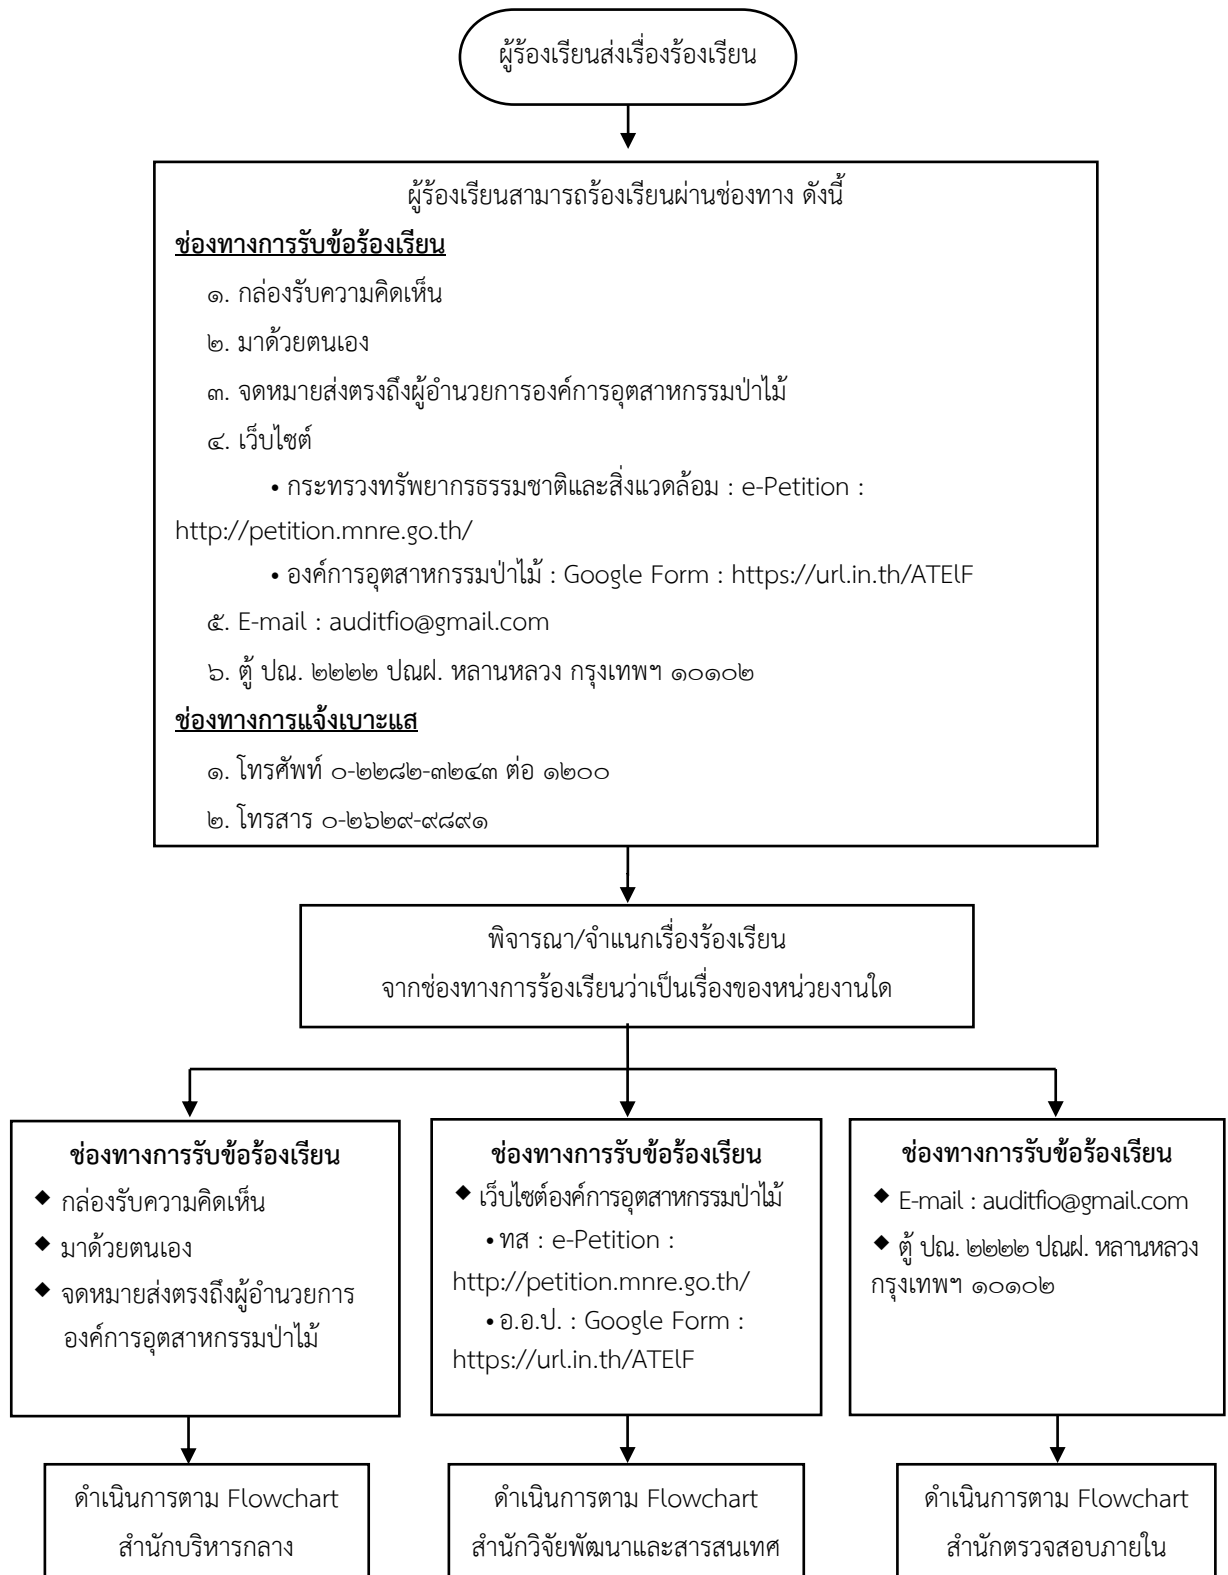 ผู้ร้องเรียนส่งเรื่องร้องเรียน
ผู้ร้องเรียนสามารถร้องเรียนผ่านช่องทาง ดังนี้
ช่องทางการรับข้อร้องเรียน
๑. กล่องรับความคิดเห็น
๒. มาด้วยตนเอง
๓. จดหมายส่งตรงถึงผู้อำนวยการองค์การอุตสาหกรรมป่าไม้
๔. เว็บไซต์
• กระทรวงทรัพยากรธรรมชาติและสิ่งแวดล้อม : e-Petition :
http://petition.mnre.go.th/
• องค์การอุตสาหกรรมป่าไม้ : Google Form : https://url.in.th/ATElF
๕. E-mail : auditfio@gmail.com
๖. ตู้ ปณ. ๒๒๒๒ ปณฝ. หลานหลวง กรุงเทพฯ ๑๐๑๐๒
ช่องทางการแจ้งเบาะแส
๑. โทรศัพท์ ๐-๒๒๘๒-๓๒๔๓ ต่อ ๑๒๐๐
๒. โทรสาร ๐-๒๖๒๙-๙๘๙๑
พิจารณา/จำแนกเรื่องร้องเรียน
จากช่องทางการร้องเรียนว่าเป็นเรื่องของหน่วยงานใด
ช่องทางการรับข้อร้องเรียน
◆ กล่องรับความคิดเห็น
◆ มาด้วยตนเอง
◆ จดหมายส่งตรงถึงผู้อำนวยการ
องค์การอุตสาหกรรมป่าไม้
ช่องทางการรับข้อร้องเรียน
◆ เว็บไซต์องค์การอุตสาหกรรมป่าไม้
• ทส : e-Petition :
http://petition.mnre.go.th/
• อ.อ.ป. : Google Form :
https://url.in.th/ATElF
ช่องทางการรับข้อร้องเรียน
◆ E-mail : auditfio@gmail.com
◆ ตู้ ปณ. ๒๒๒๒ ปณฝ. หลานหลวง
กรุงเทพฯ ๑๐๑๐๒
ดำเนินการตาม Flowchart
สำนักบริหารกลาง
ดำเนินการตาม Flowchart
สำนักวิจัยพัฒนาและสารสนเทศ
ดำเนินการตาม Flowchart
สำนักตรวจสอบภายใน